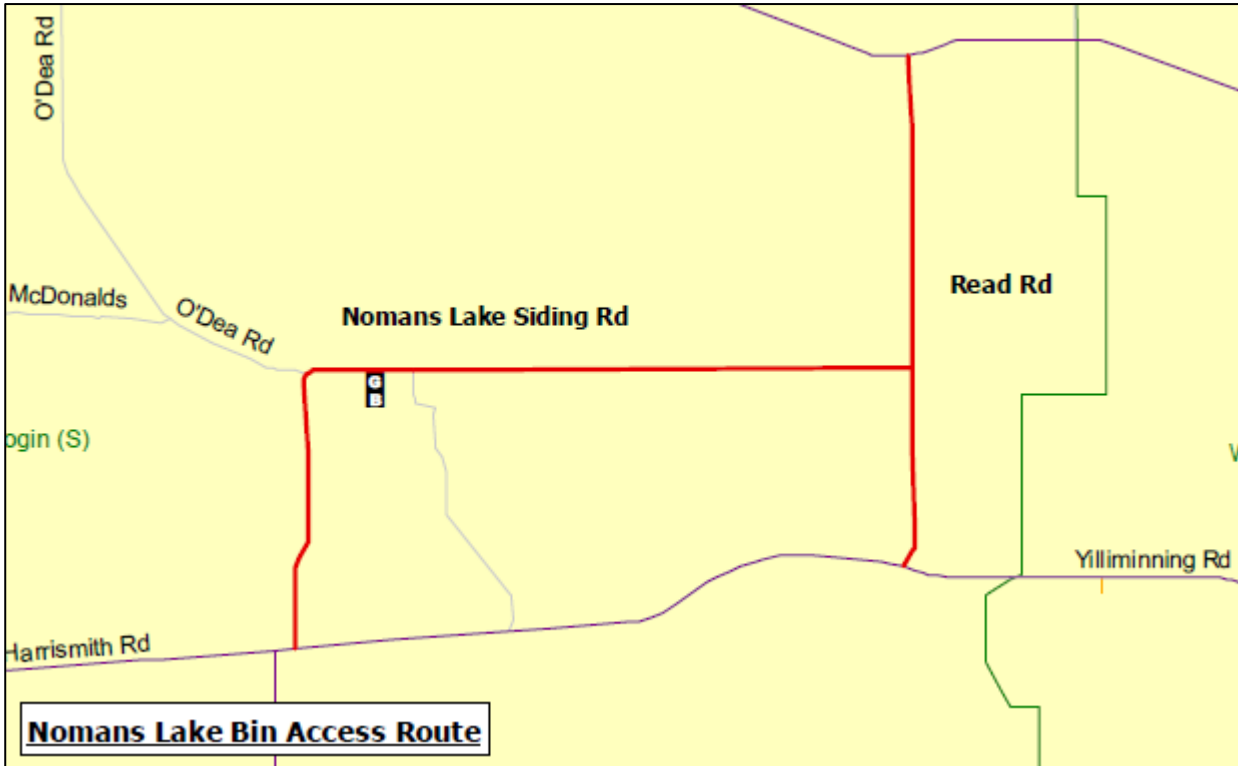 O'Dea Rd
McDonalds
O'Dea Rd
Nomans Lake Siding Rd
Read Rd
G
B
ogin (S)
W
Yilliminning Rd
Harrismith Rd
Nomans Lake Bin Access Route